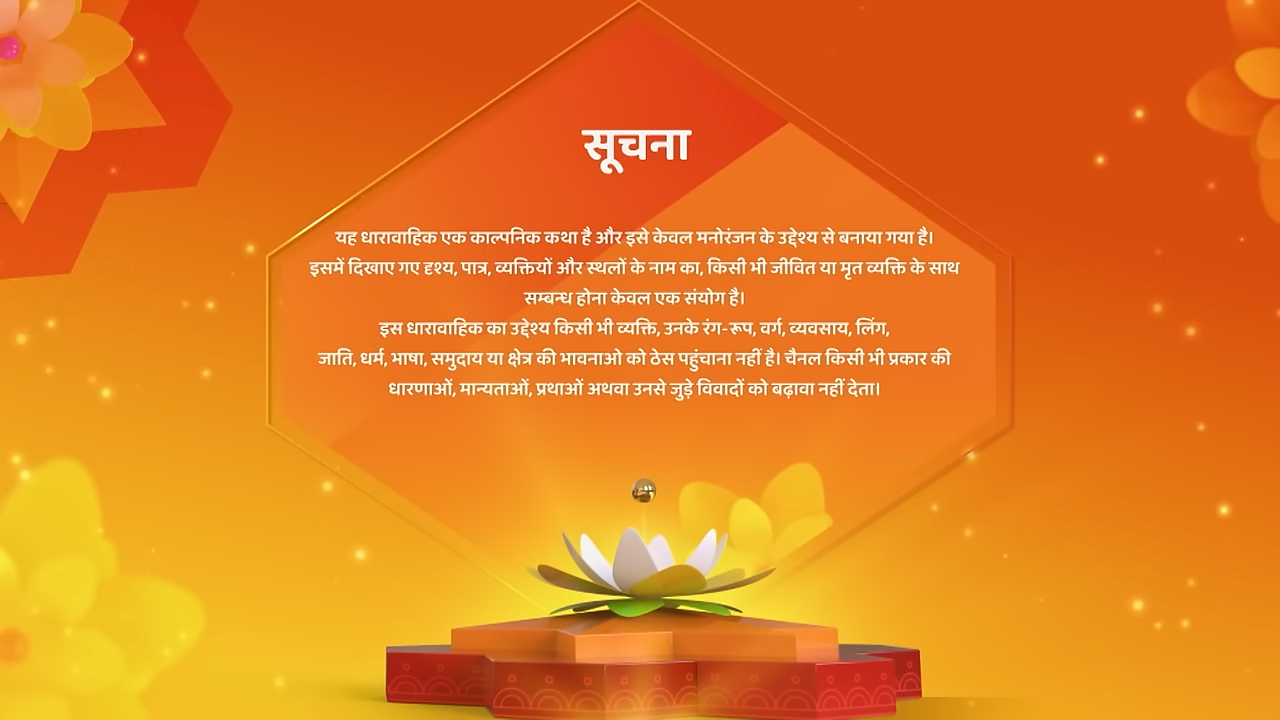 सूचना
यह धारावाहिक एक काल्पनिक कथा है और इसे केवल मनोरंजन के उद्देश्य से बनाया गया है।
इसमें दिखाए गए दृश्य, पात्र, व्यक्तियों और स्थलों के नाम का, किसी भी जीवित या मृत व्यक्ति के साथ
सम्बन्ध होना केवल एक संयोग है।
इस धारावाहिक का उद्देश्य किसी भी व्यक्ति, उनके रंग-रूप, वर्ग, व्यवसाय, लिंग,
जाति, धर्म, भाषा, समुदाय या क्षेत्र की भावनाओ को ठेस पहुंचाना नहीं है। चैनल किसी भी प्रकार की
धारणाओं, मान्यताओं, प्रथाओं अथवा उनसे जुड़े विवादों को बढ़ावा नहीं देता।